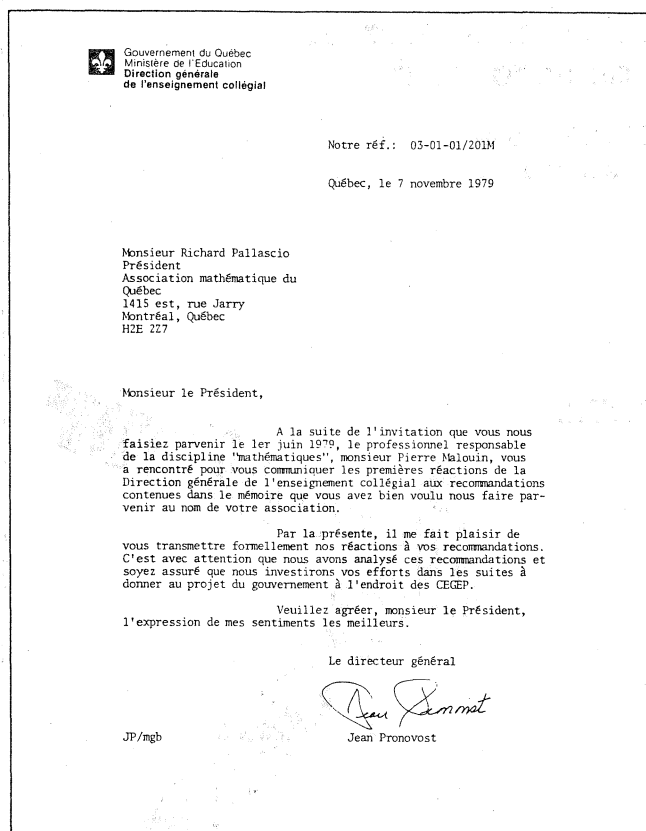 Gouvernement du Québec
Ministère de l'Éducation
Direction générale
de l'enseignement collégial
Notre réf.: 03-01-01/201M
Québec, le 7 novembre 1979
Monsieur Richard Pallascio
Président
Association mathématique du
Québec
1415 est, rue Jarry
Montréal, Québec
H2E 2Z7
Monsieur le Président,
A la suite de l'invitation que vous nous
faisiez parvenir le 1er juin 1979, le professionnel responsable
de la discipline "mathématiques", monsieur Pierre Malouin, vous
a rencontré pour vous communiquer les premières réactions de la
Direction générale de l'enseignement collégial aux recommandations
contenues dans le mémoire que vous avez bien voulu nous faire par-
venir au nom de votre association.
Par la présente, il me fait plaisir de
vous transmettre formellement nos réactions à vos recommandations.
C'est avec attention que nous avons analysé ces recommandations et
soyez assuré que nous investirons vos efforts dans les suites à
donner au projet du gouvernement à l'endroit des CEGEP.
Veuillez agréer, monsieur le Président,
l'expression de mes sentiments les meilleurs.
Le directeur général
Jean Pronovost
JP/mgb
Jean Pronovost